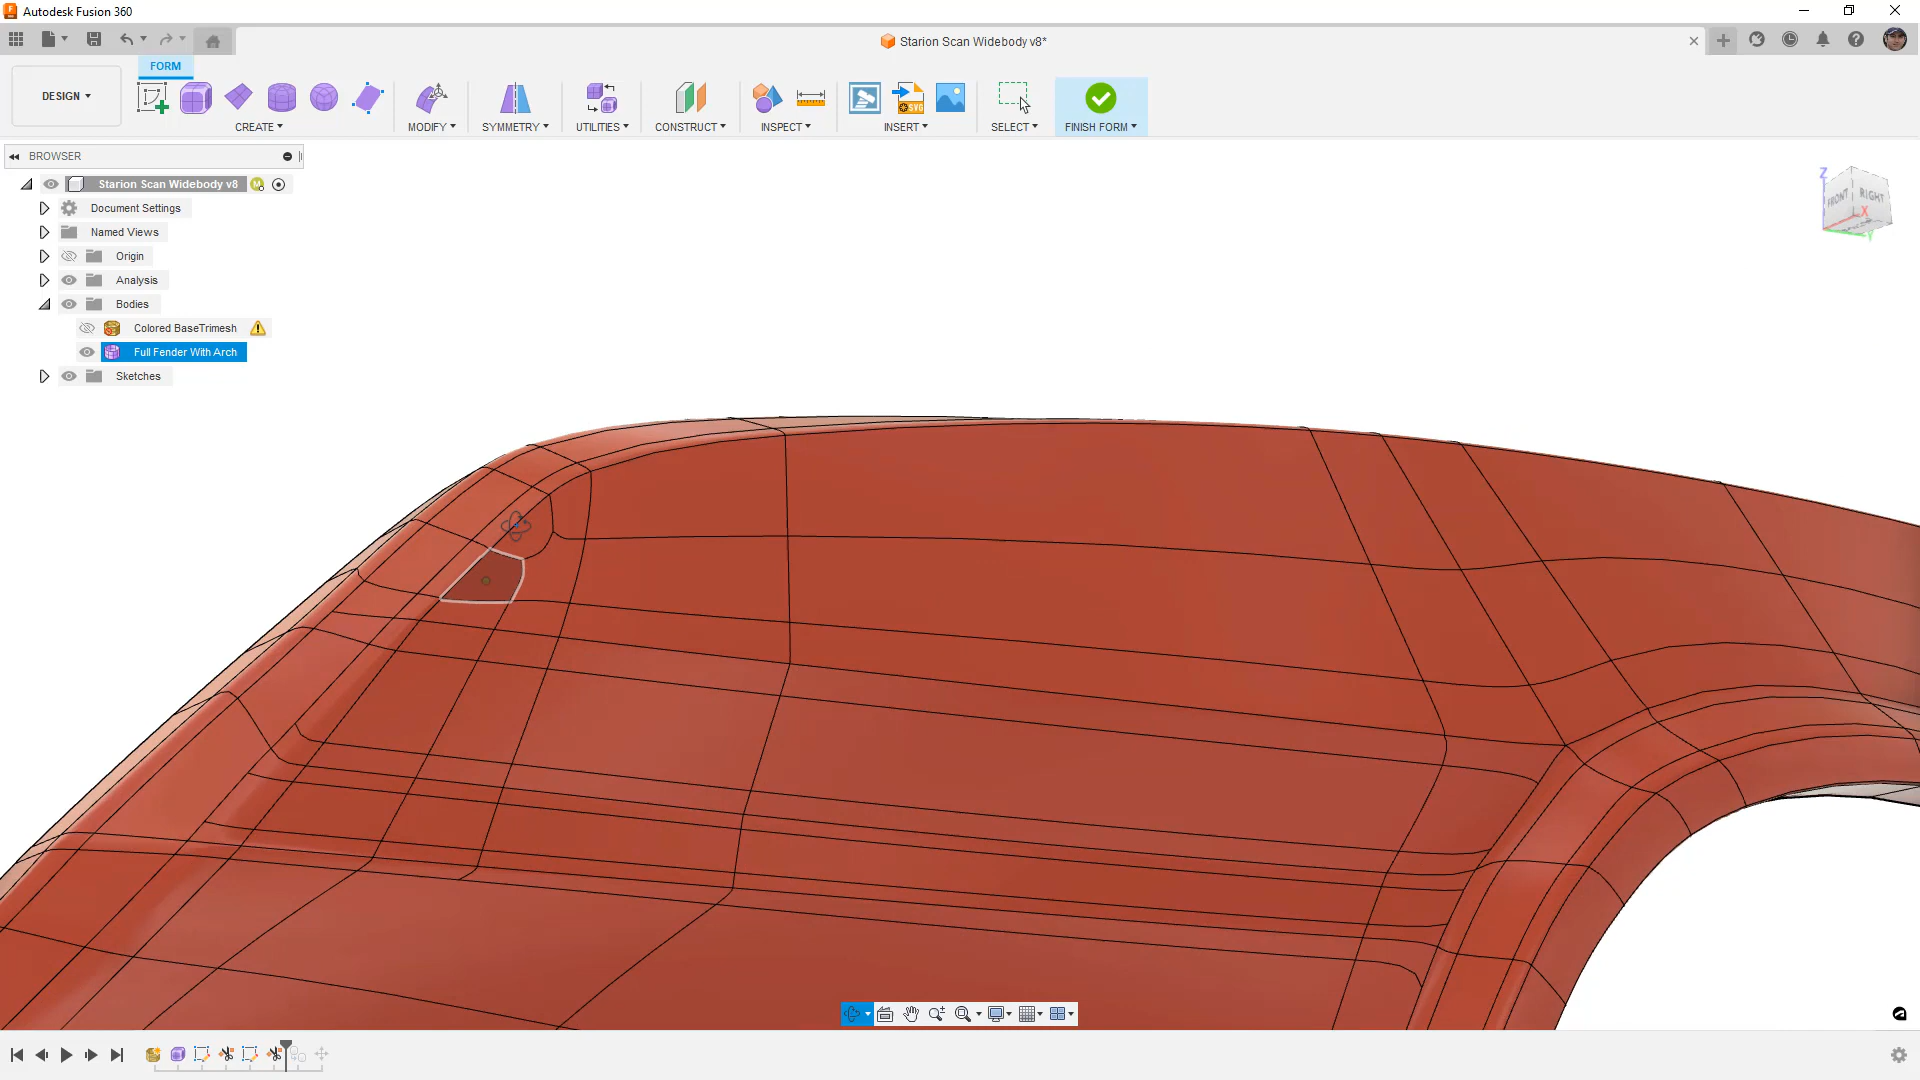 Autodesk Fusion 360
Starion Scan Widebody v8*
FORM
DESIGN
CREATE
MODIFY
SYMMETRY
UTILITIES
CONSTRUCT
INSPECT
INSERT
SELECT
FINISH FORM
SVG
BROWSER
Starion Scan Widebody v8
Document Settings
Named Views
Origin
Analysis
Bodies
Colored BaseTrimesh
Full Fender With Arch
Sketches
Z
FRONT
RIGHT
X
Y